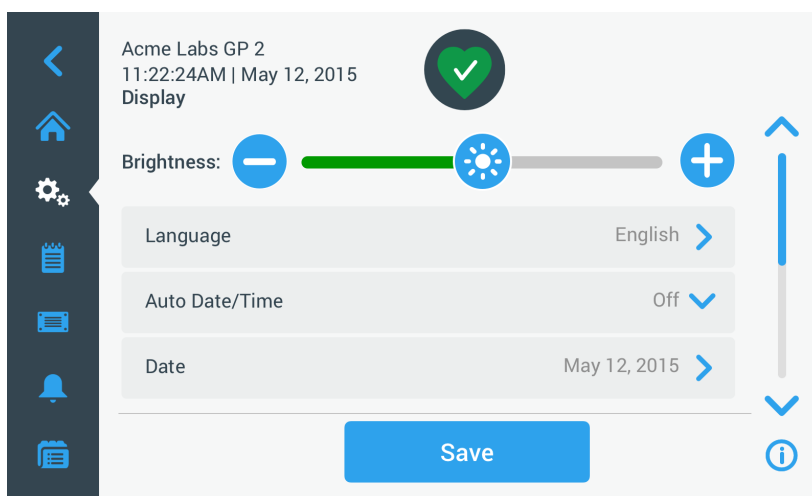 Acme Labs GP 2
11:22:24AM | May 12, 2015
Display
Brightness:
Language English
Auto Date/Time Off
Date May 12, 2015
Save